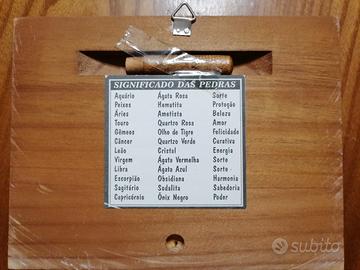 SIGNIFICADO DAS PEDRAS
Aquário Ágata Rosa Sorte
Peixes Hematita Proteção
Áries Ametista Beleza
Touro Quartzo Rosa Amor
Gêmeos Olho de Tigre Felicidade
Câncer Quartzo Verde Curativa
Leão Cristal Energia
Virgem Ágata Vermelha Sorte
Libra Ágata Azul Sorte
Escorpião Obsidiana Harmonia
Sagitário Sodalita Sabedoria
Capricórnio Ônix Negro Poder
subito